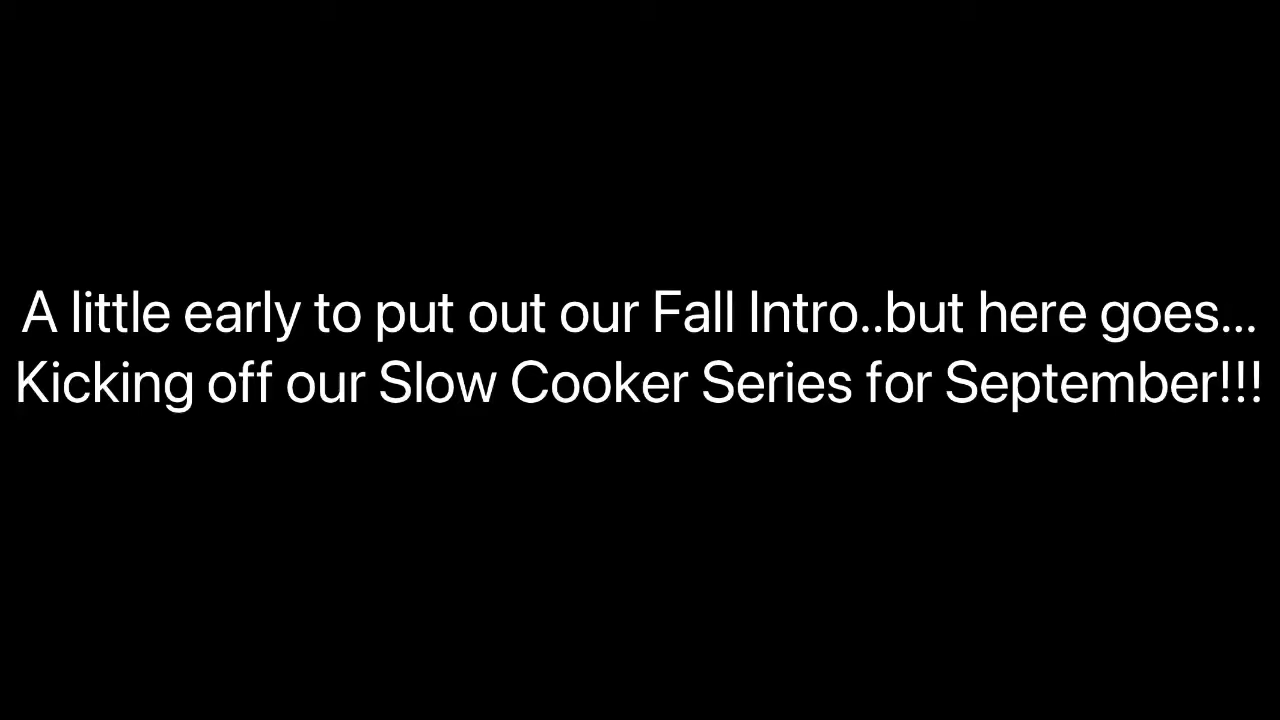 A little early to put out our Fall Intro..but here goes...
Kicking off our Slow Cooker Series for September!!!